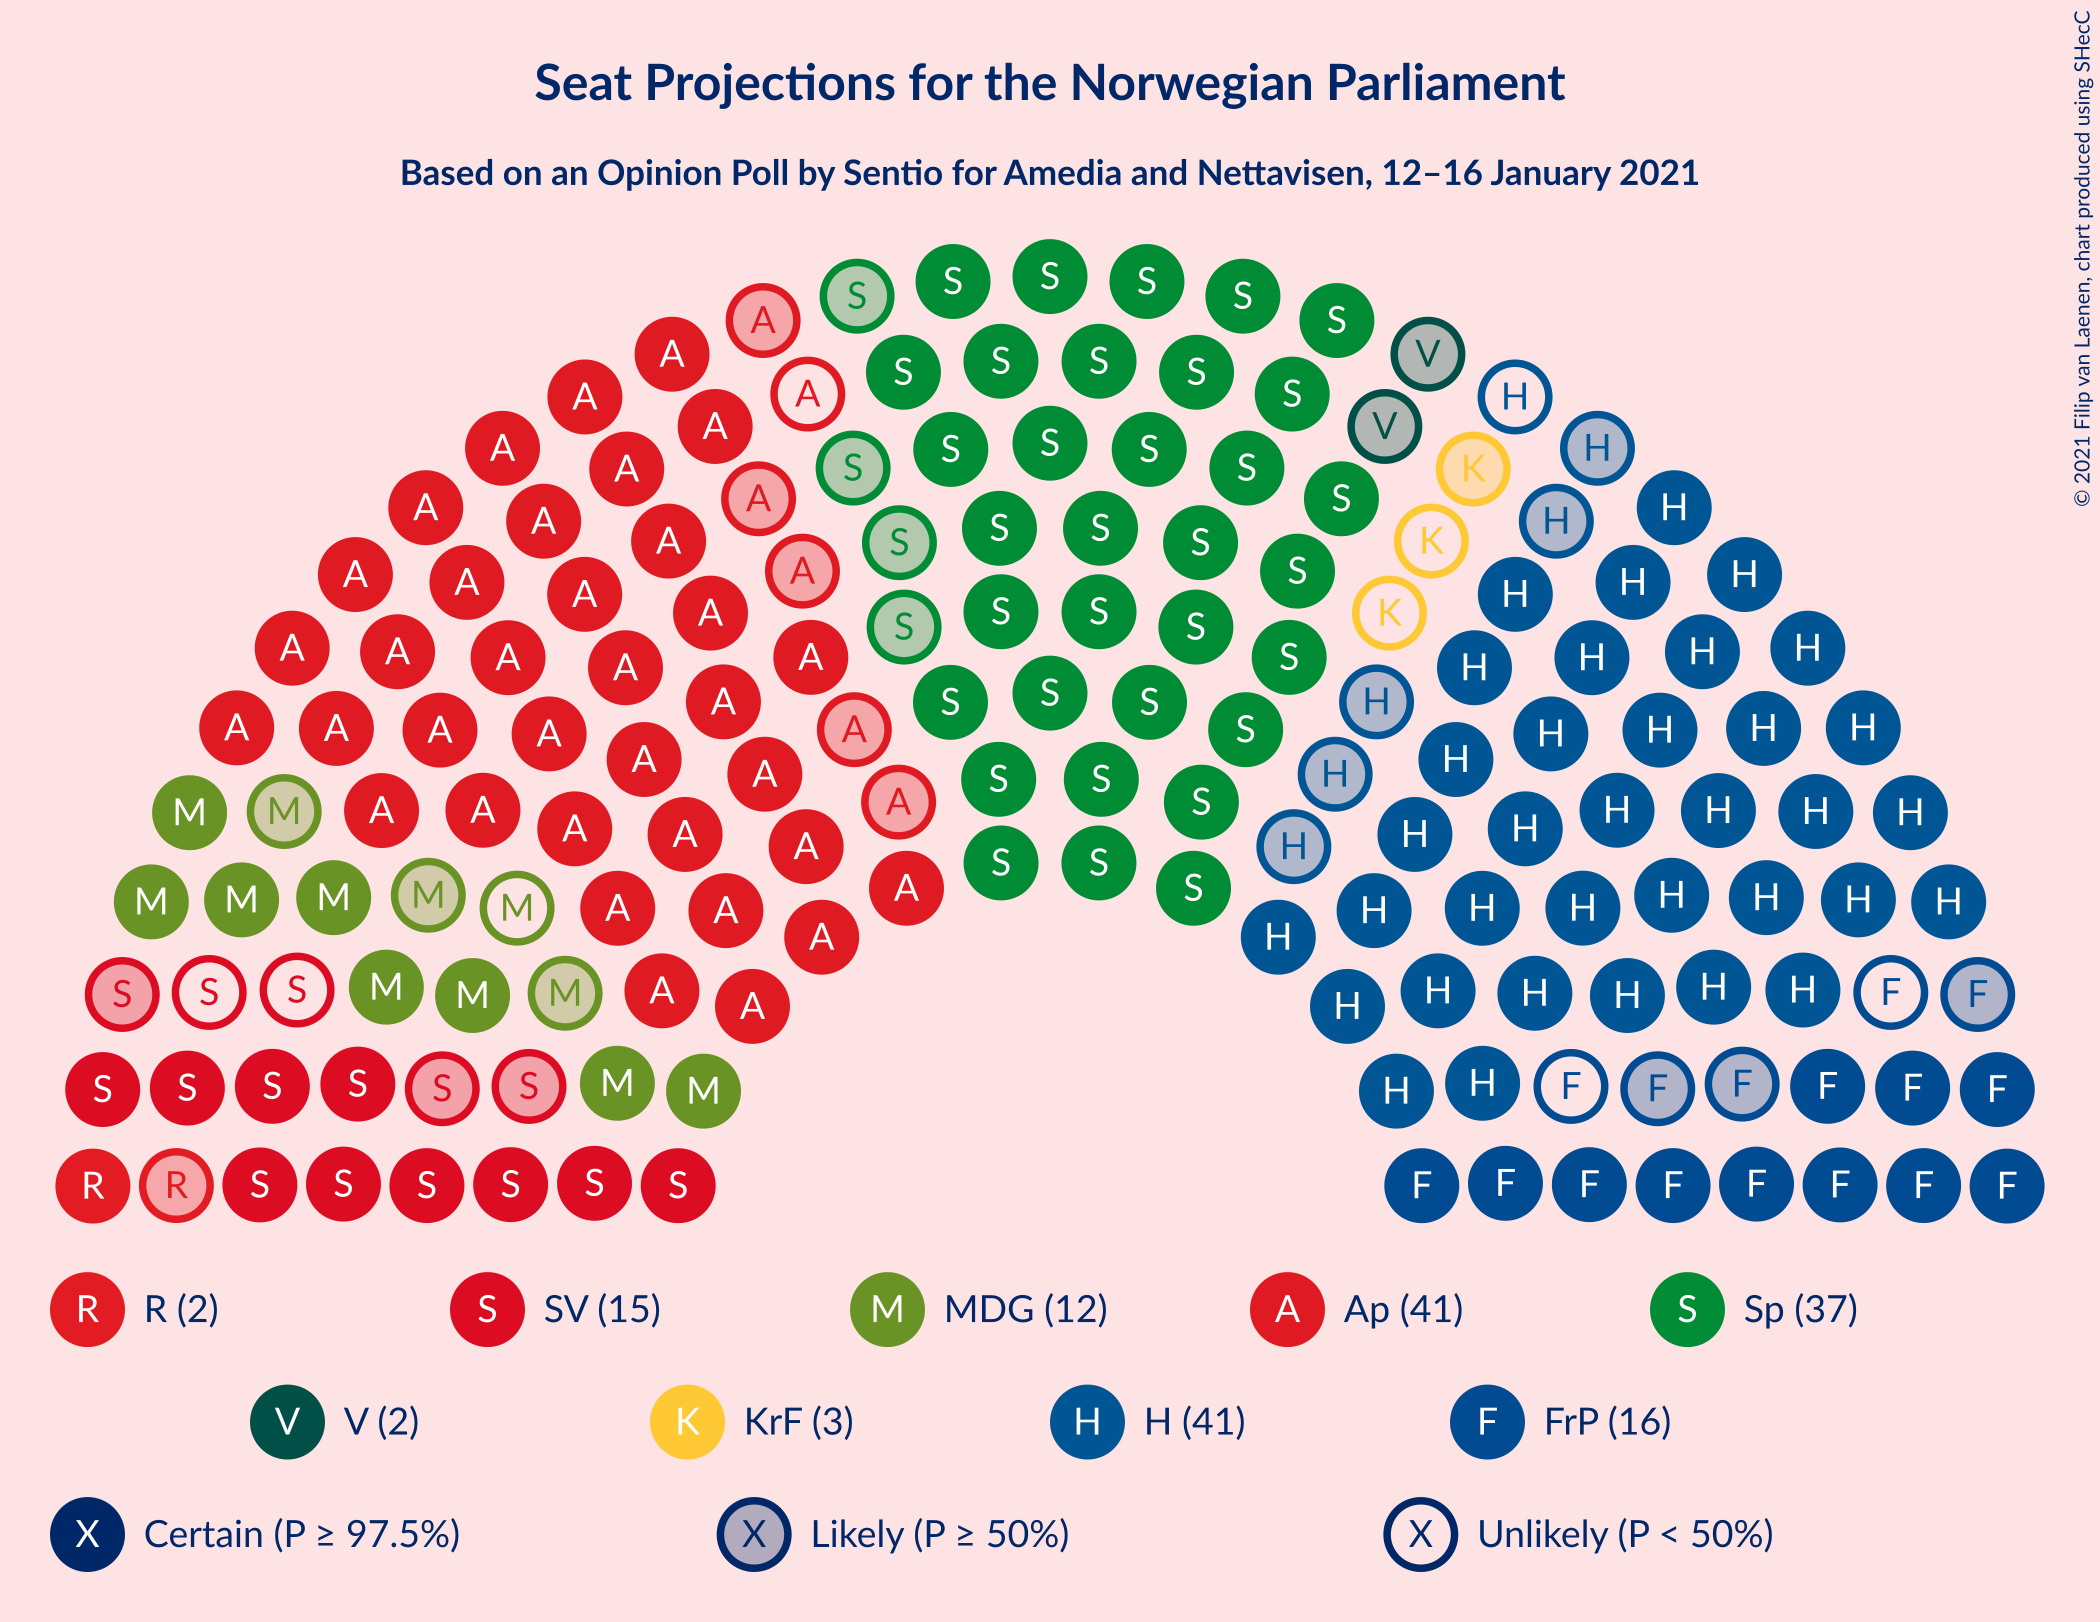 Seat Projections for the Norwegian Parliament
Based on an Opinion Poll by Sentio for Amedia and Nettavisen, 12–16 January 2021
© 2021 Filip van Laenen, chart produced using SHecC
S S S S S S
A A V
A A H
S S S S S
A A A V H
A A K H
S S S S S
A A A S S H H
A A A K H
S S S S
A A A S H H
A A A S S S S K H H
A A A A A S H H H H
A A A S S S H H
A A A A A S H H H H
A A S S H H
M M A A A A S H H H H
A A A H H H
S S S
M M M M M A A A A S H H H H H H H
A H
S S S M M M A A H H H H H H F F
S S S S S S M M H H F F F F F F
R R S S S S S S F F F F F F F F
R R (2) S SV (15) M MDG (12) A Ap (41) S Sp (37)
V V (2) K KrF (3) H H (41) F FrP (16)
X Certain (P ≥ 97.5%) X Likely (P ≥ 50%) X Unlikely (P < 50%)